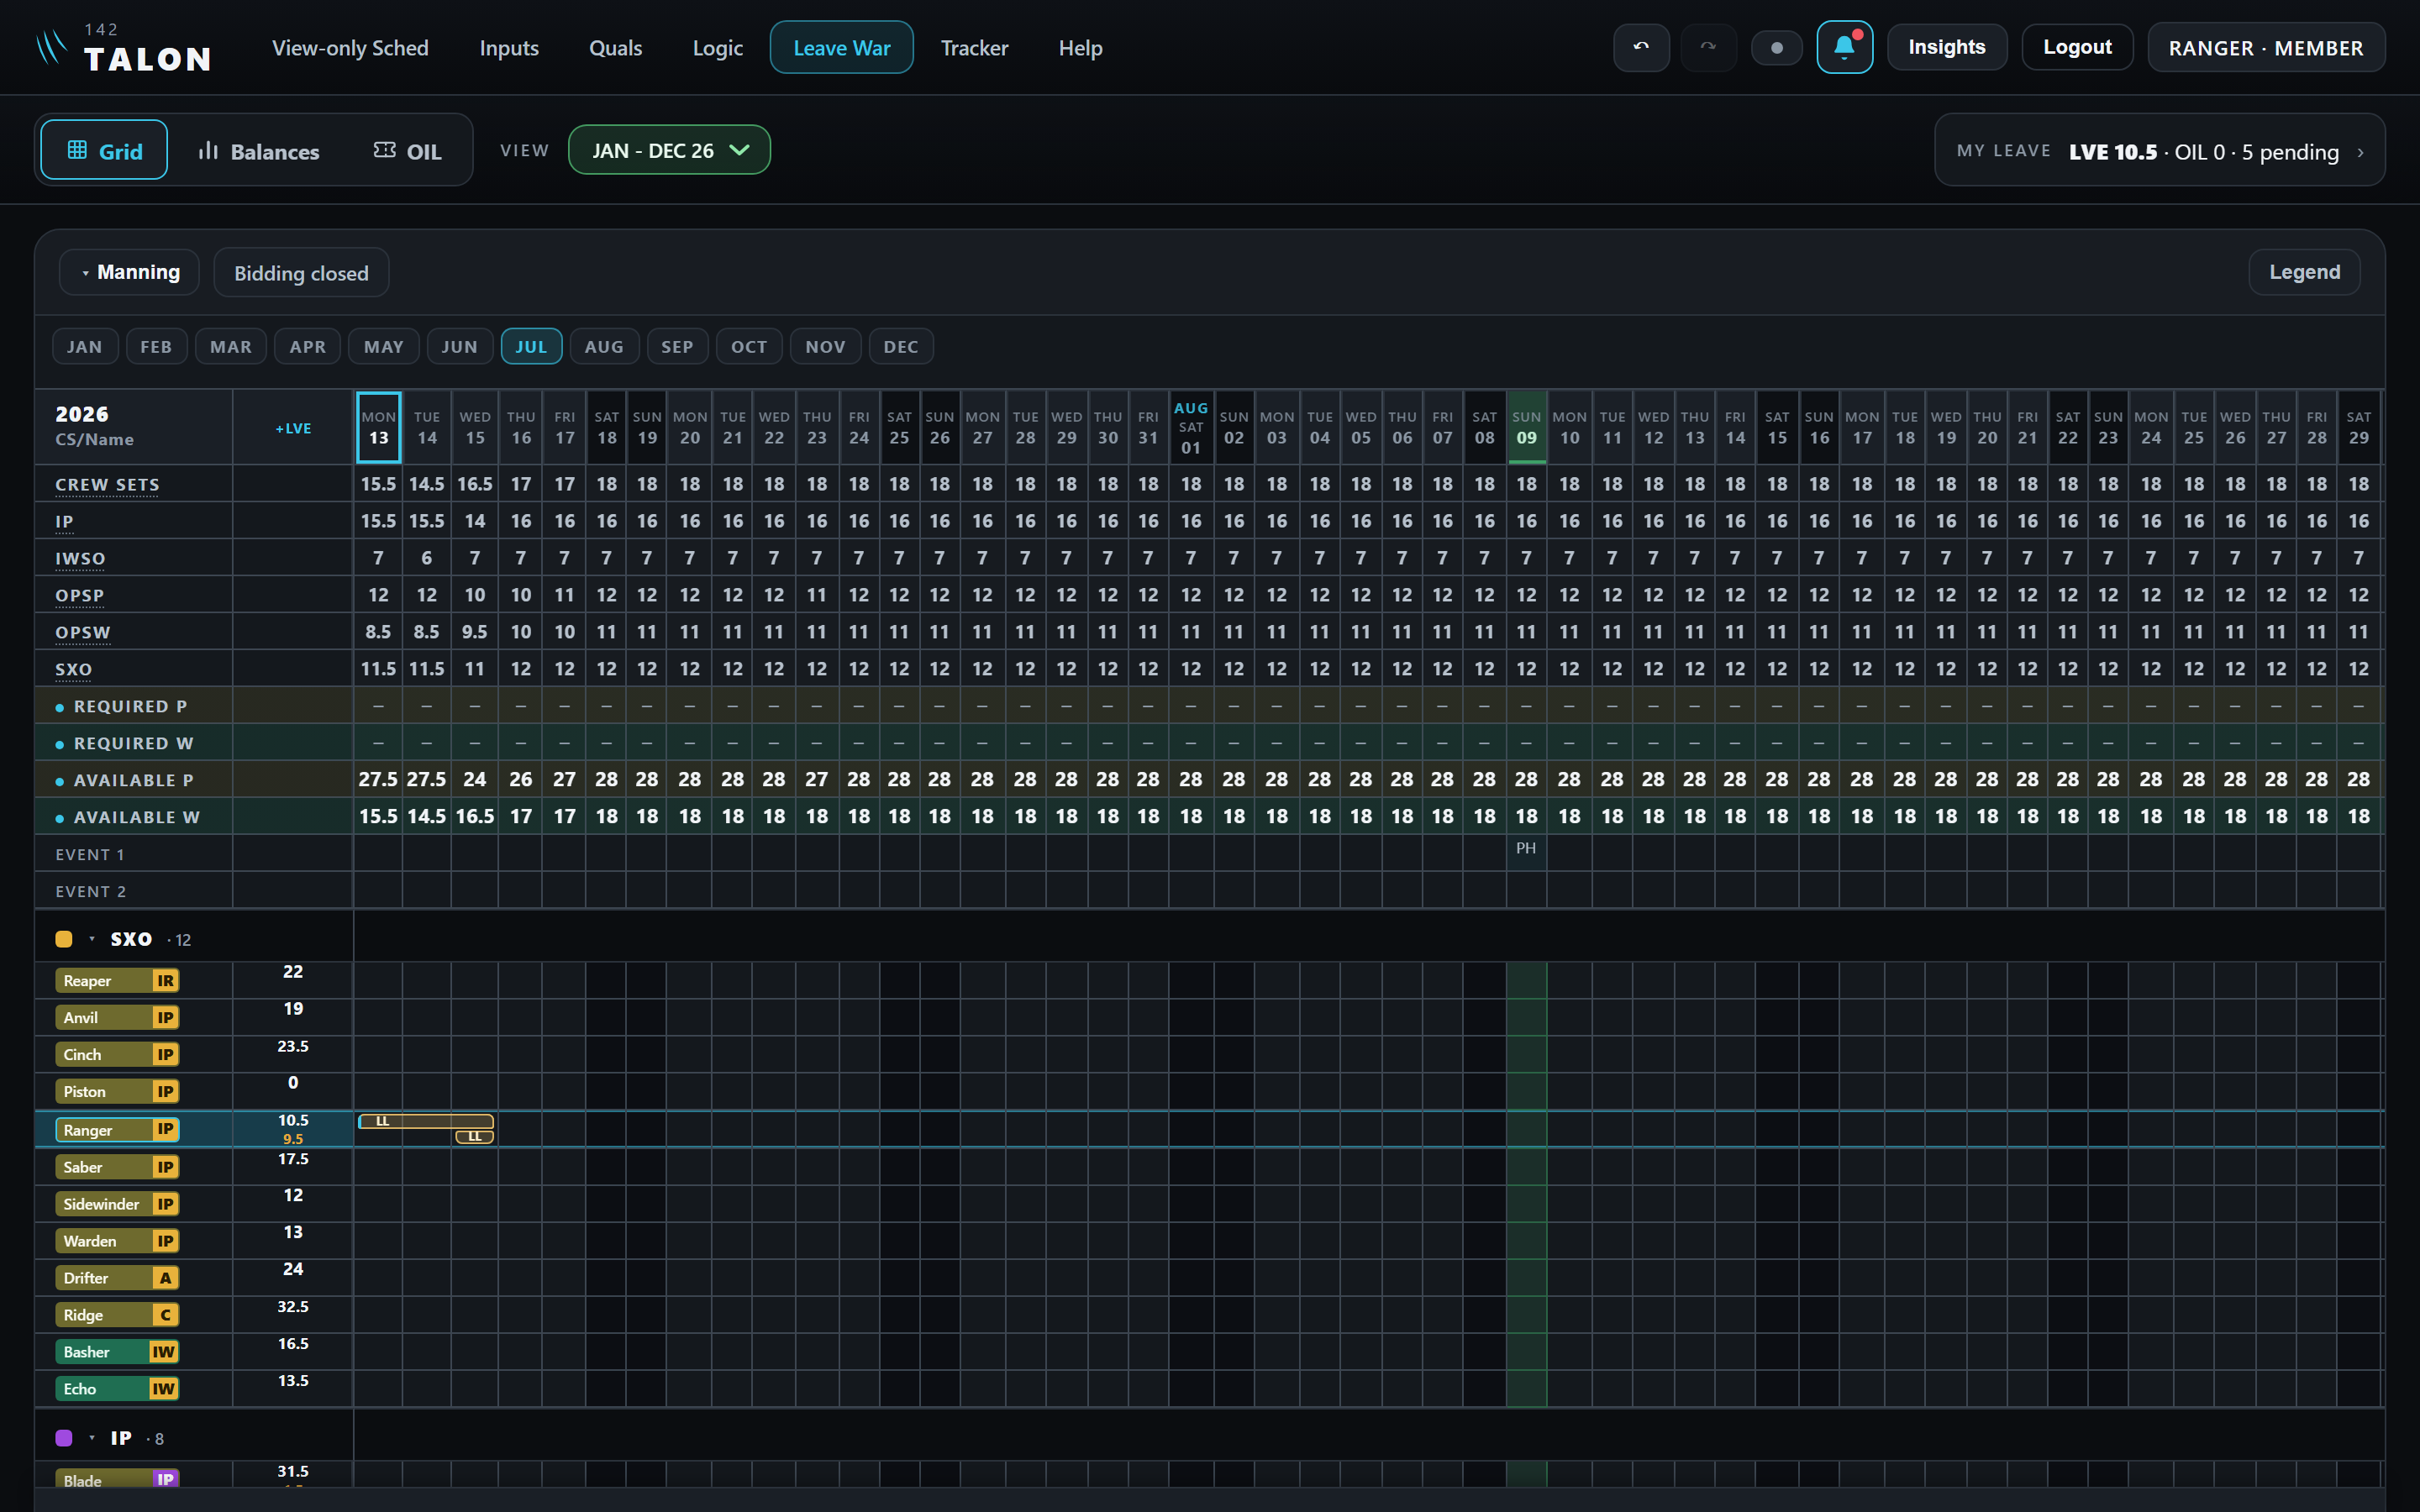 142
TALON
View-only Sched Inputs Quals Logic Leave War Tracker Help
Insights Logout RANGER · MEMBER
Grid Balances OIL VIEW JAN - DEC 26
MY LEAVE LVE 10.5 · OIL 0 · 5 pending ›
Manning Bidding closed Legend
JAN FEB MAR APR MAY JUN JUL AUG SEP OCT NOV DEC
2026
CS/Name
+LVE
MON 13 TUE 14 WED 15 THU 16 FRI 17 SAT 18 SUN 19 MON 20 TUE 21 WED 22 THU 23 FRI 24 SAT 25 SUN 26 MON 27 TUE 28 WED 29 THU 30 FRI 31 AUG SAT 01 SUN 02 MON 03 TUE 04 WED 05 THU 06 FRI 07 SAT 08 SUN 09 MON 10 TUE 11 WED 12 THU 13 FRI 14 SAT 15 SUN 16 MON 17 TUE 18 WED 19 THU 20 FRI 21 SAT 22 SUN 23 MON 24 TUE 25 WED 26 THU 27 FRI 28 SAT 29
CREW SETS 15.5 14.5 16.5 17 17 18 18 18 18 18 18 18 18 18 18 18 18 18 18 18 18 18 18 18 18 18 18 18 18 18 18 18 18 18 18 18 18 18 18 18 18 18 18 18 18 18 18 18
IP 15.5 15.5 14 16 16 16 16 16 16 16 16 16 16 16 16 16 16 16 16 16 16 16 16 16 16 16 16 16 16 16 16 16 16 16 16 16 16 16 16 16 16 16 16 16 16 16 16 16
IWSO 7 6 7 7 7 7 7 7 7 7 7 7 7 7 7 7 7 7 7 7 7 7 7 7 7 7 7 7 7 7 7 7 7 7 7 7 7 7 7 7 7 7 7 7 7 7 7 7
OPSP 12 12 10 10 11 12 12 12 12 12 11 12 12 12 12 12 12 12 12 12 12 12 12 12 12 12 12 12 12 12 12 12 12 12 12 12 12 12 12 12 12 12 12 12 12 12 12 12
OPSW 8.5 8.5 9.5 10 10 11 11 11 11 11 11 11 11 11 11 11 11 11 11 11 11 11 11 11 11 11 11 11 11 11 11 11 11 11 11 11 11 11 11 11 11 11 11 11 11 11 11 11
SXO 11.5 11.5 11 12 12 12 12 12 12 12 12 12 12 12 12 12 12 12 12 12 12 12 12 12 12 12 12 12 12 12 12 12 12 12 12 12 12 12 12 12 12 12 12 12 12 12 12 12
REQUIRED P – – – – – – – – – – – – – – – – – – – – – – – – – – – – – – – – – – – – – – – – – – – – – – – –
REQUIRED W – – – – – – – – – – – – – – – – – – – – – – – – – – – – – – – – – – – – – – – – – – – – – – – –
AVAILABLE P 27.5 27.5 24 26 27 28 28 28 28 28 27 28 28 28 28 28 28 28 28 28 28 28 28 28 28 28 28 28 28 28 28 28 28 28 28 28 28 28 28 28 28 28 28 28 28 28 28 28
AVAILABLE W 15.5 14.5 16.5 17 17 18 18 18 18 18 18 18 18 18 18 18 18 18 18 18 18 18 18 18 18 18 18 18 18 18 18 18 18 18 18 18 18 18 18 18 18 18 18 18 18 18 18 18
EVENT 1 PH
EVENT 2
SXO · 12
Reaper IR 22
Anvil IP 19
Cinch IP 23.5
Piston IP 0
Ranger IP 10.5 LL
9.5 LL
Saber IP 17.5
Sidewinder IP 12
Warden IP 13
Drifter A 24
Ridge C 32.5
Basher IW 16.5
Echo IW 13.5
IP · 8
Blade IP 31.5